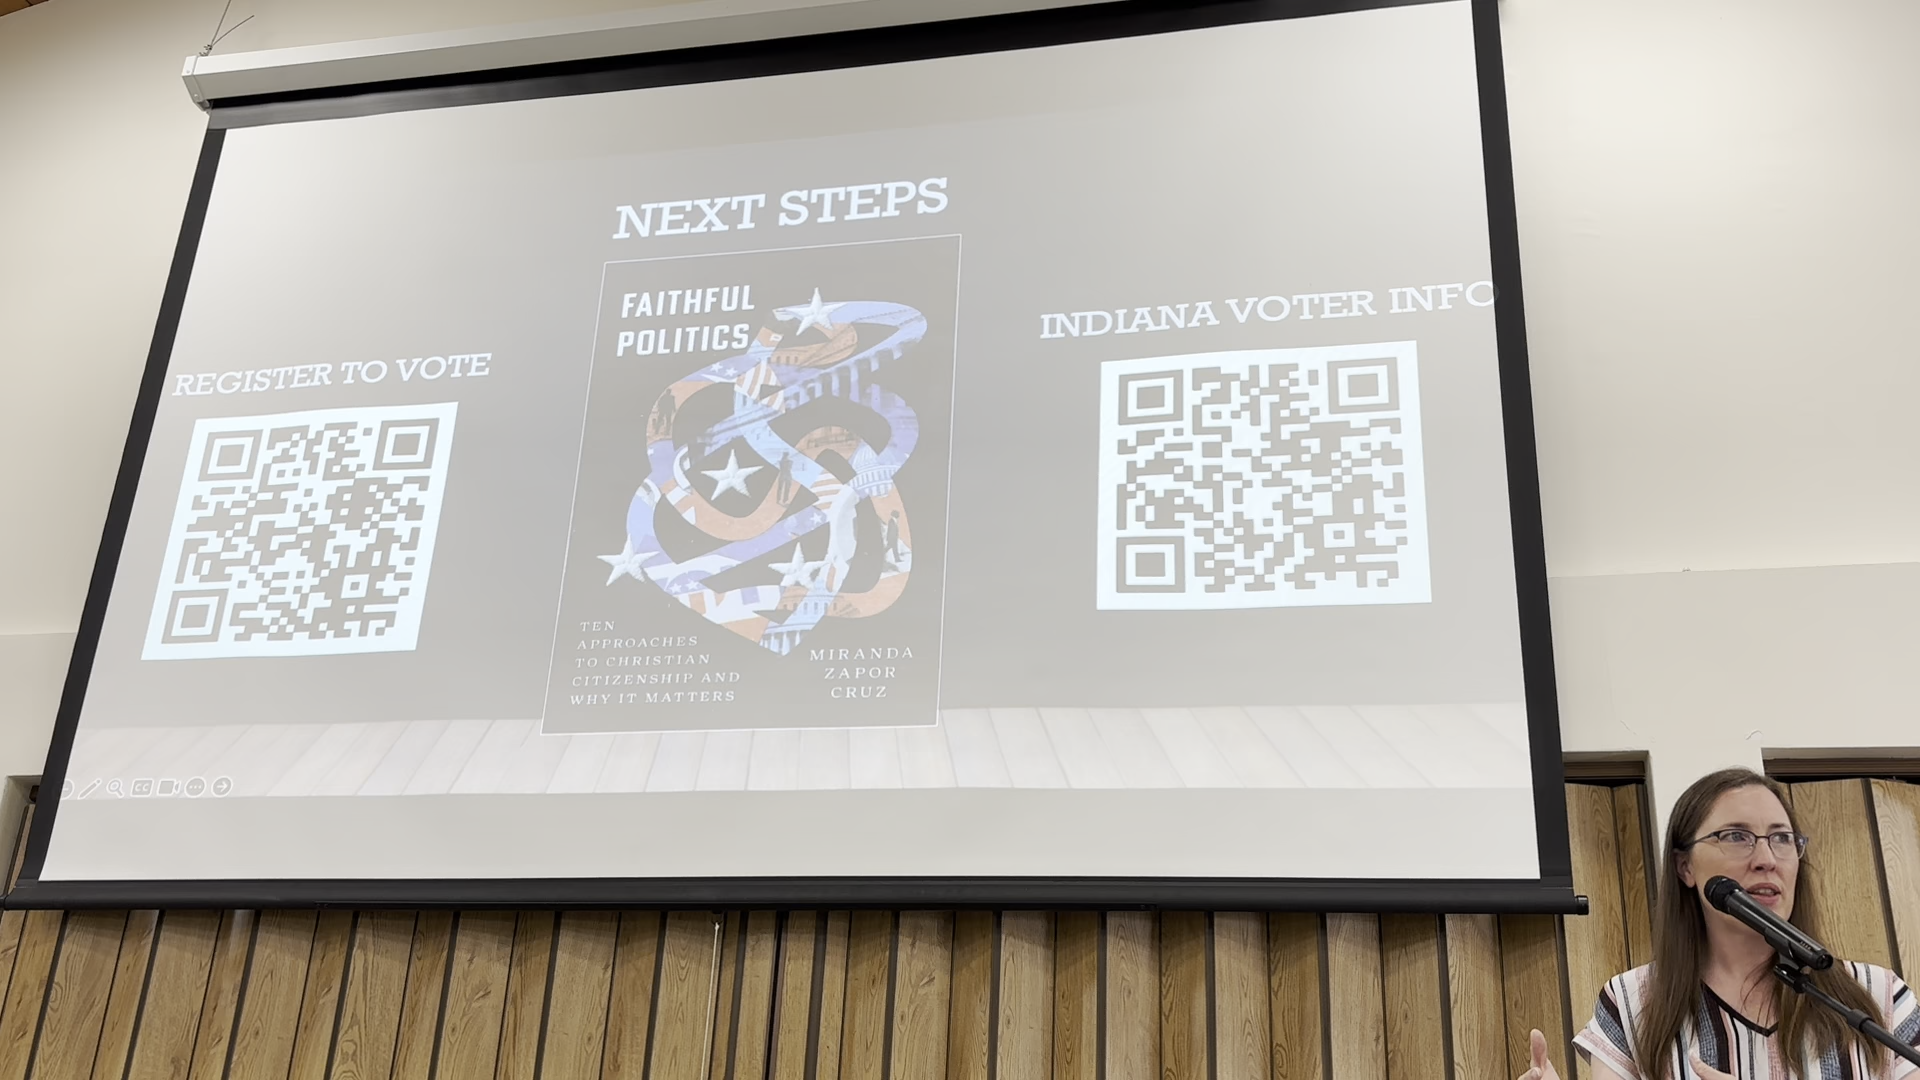 NEXT STEPS
REGISTER TO VOTE
FAITHFUL
POLITICS
TEN
APPROACHES
TO CHRISTIAN
CITIZENSHIP AND
WHY IT MATTERS
MIRANDA
ZAPOR
CRUZ
INDIANA VOTER INFO
CC